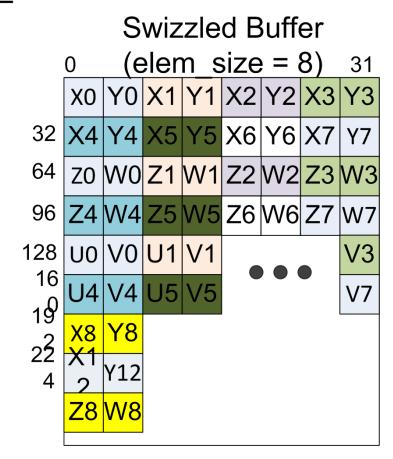 Swizzled Buffer
(elem_size = 8)
0 31
X0 Y0 X1 Y1 X2 Y2 X3 Y3
32 X4 Y4 X5 Y5 X6 Y6 X7 Y7
64 Z0 W0 Z1 W1 Z2 W2 Z3 W3
96 Z4 W4 Z5 W5 Z6 W6 Z7 W7
128 U0 V0 U1 V1 V3
160 U4 V4 U5 V5 V7
192 X8 Y8
224 X12 Y12
Z8 W8